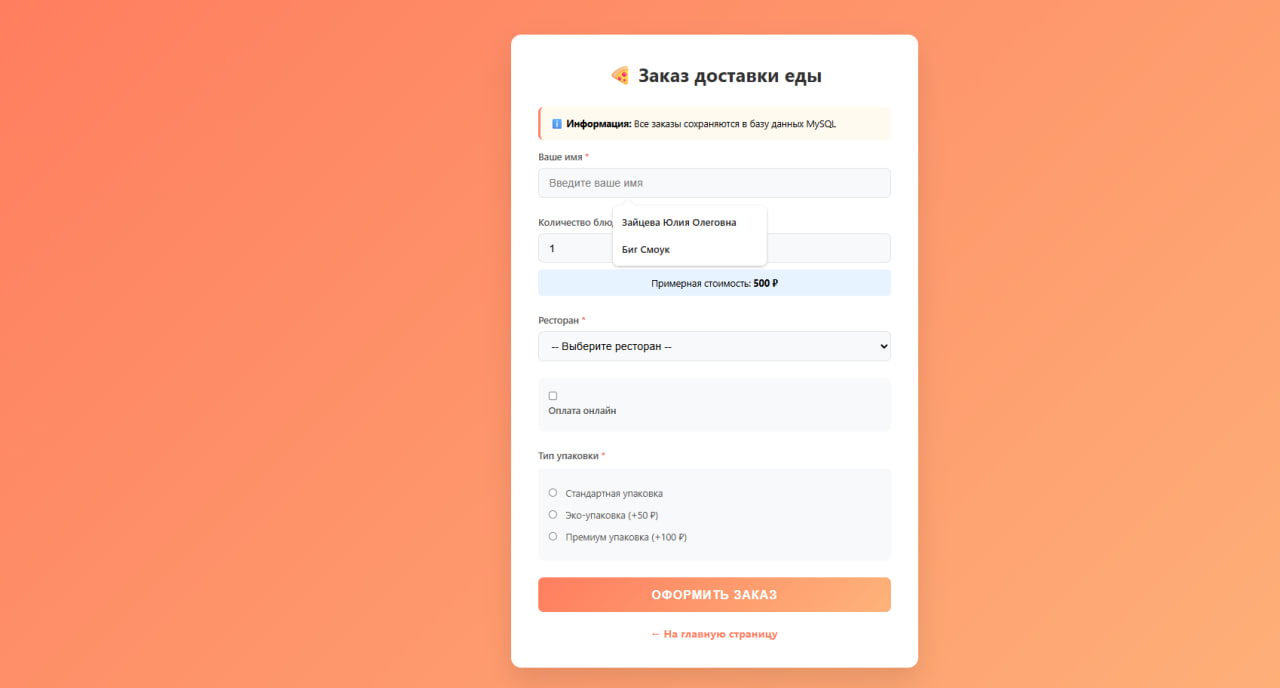 🍕 Заказ доставки еды
ℹ️ Информация: Все заказы сохраняются в базу данных MySQL
Ваше имя *
Введите ваше имя
Зайцева Юлия Олеговна
Биг Смоук
Количество
1
Примерная стоимость: 500 ₽
Ресторан *
-- Выберите ресторан --
Оплата онлайн
Тип упаковки *
Стандартная упаковка
Эко-упаковка (+50 ₽)
Премиум упаковка (+100 ₽)
ОФОРМИТЬ ЗАКАЗ
← На главную страницу